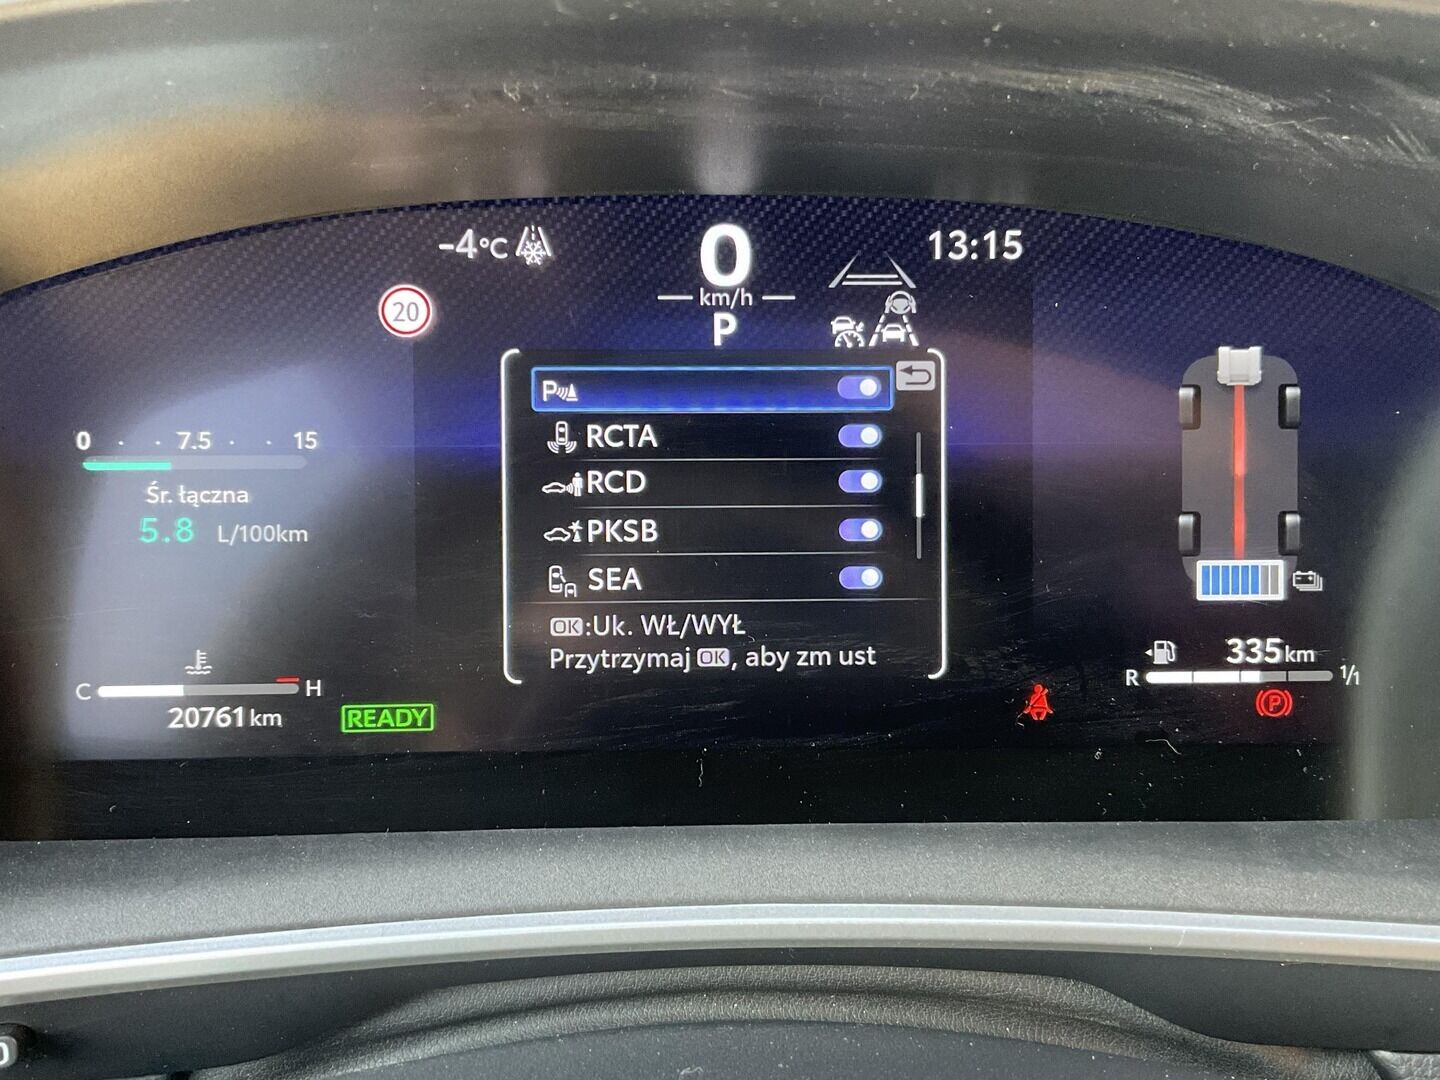 -4°C
0
13:15
km/h
20
P
P
RCTA
0 7.5 15
RCD
Śr. łączna
5.8 L/100km
PKSB
SEA
OK:Uk. WŁ/WYŁ
Przytrzymaj OK, aby zm ust
335km
R 1/1
C H
20761 km
READY
P